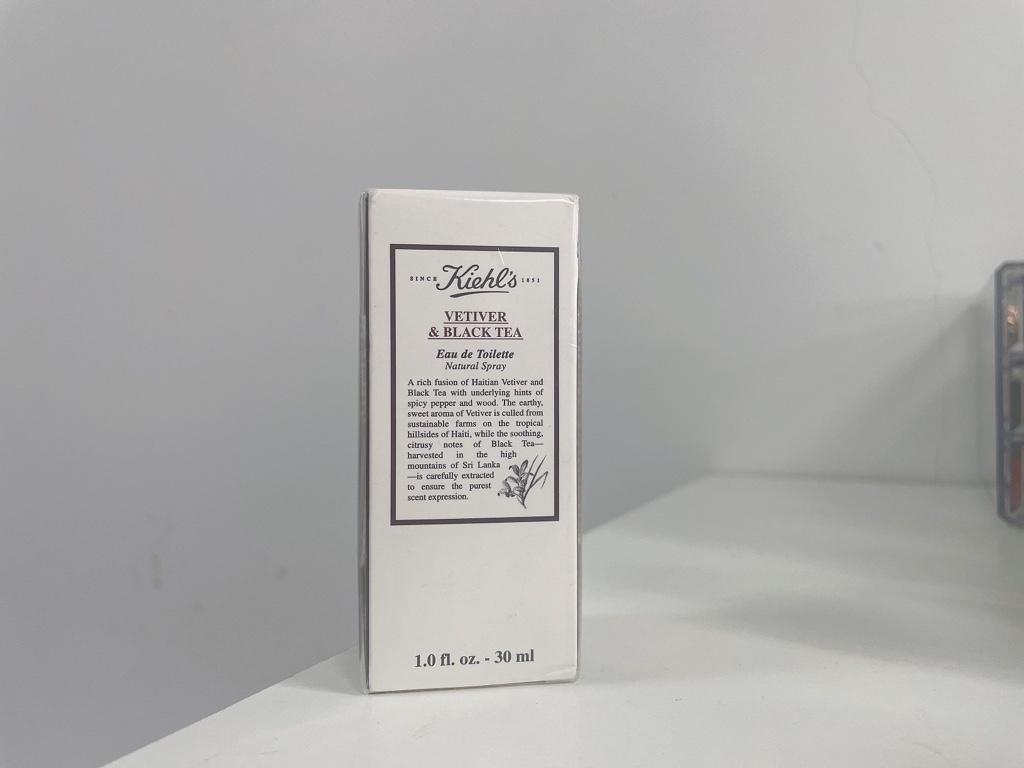 SINCE Kiehl's 1851
VETIVER
& BLACK TEA
Eau de Toilette
Natural Spray
A rich fusion of Haitian Vetiver and
Black Tea with underlying hints of
spicy pepper and wood. The earthy,
sweet aroma of Vetiver is culled from
sustainable farms on the tropical
hillsides of Haiti, while the soothing,
citrusy notes of Black Tea—
harvested in the high
mountains of Sri Lanka
—is carefully extracted
to ensure the purest
scent expression.
1.0 fl. oz. - 30 ml